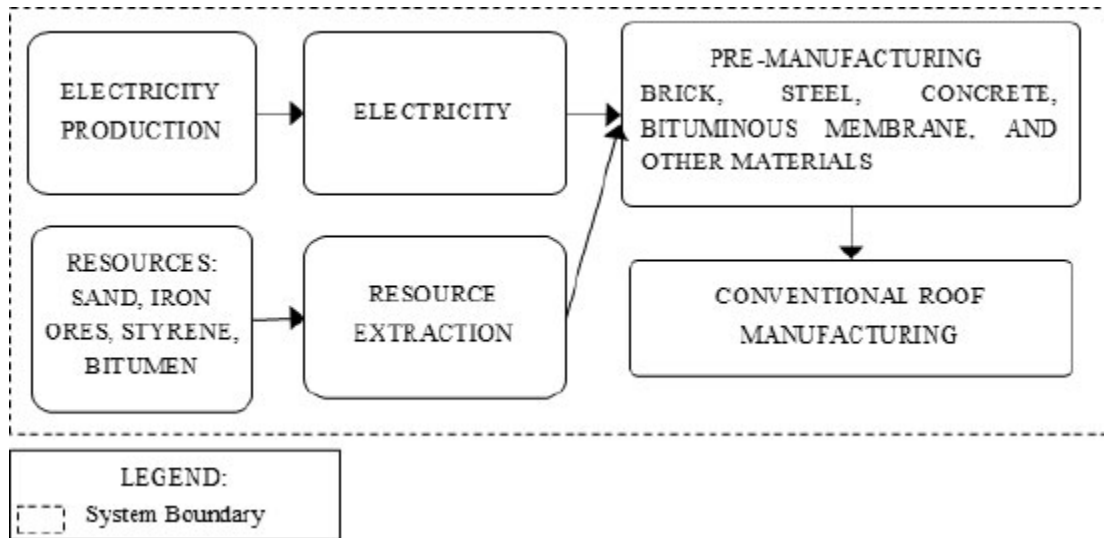 ELECTRICITY
PRODUCTION
ELECTRICITY
PRE-MANUFACTURING
BRICK, STEEL, CONCRETE,
BITUMINOUS MEMBRANE, AND
OTHER MATERIALS
RESOURCES:
SAND, IRON
ORES, STYRENE,
BITUMEN
RESOURCE
EXTRACTION
CONVENTIONAL ROOF
MANUFACTURING
LEGEND:
System Boundary